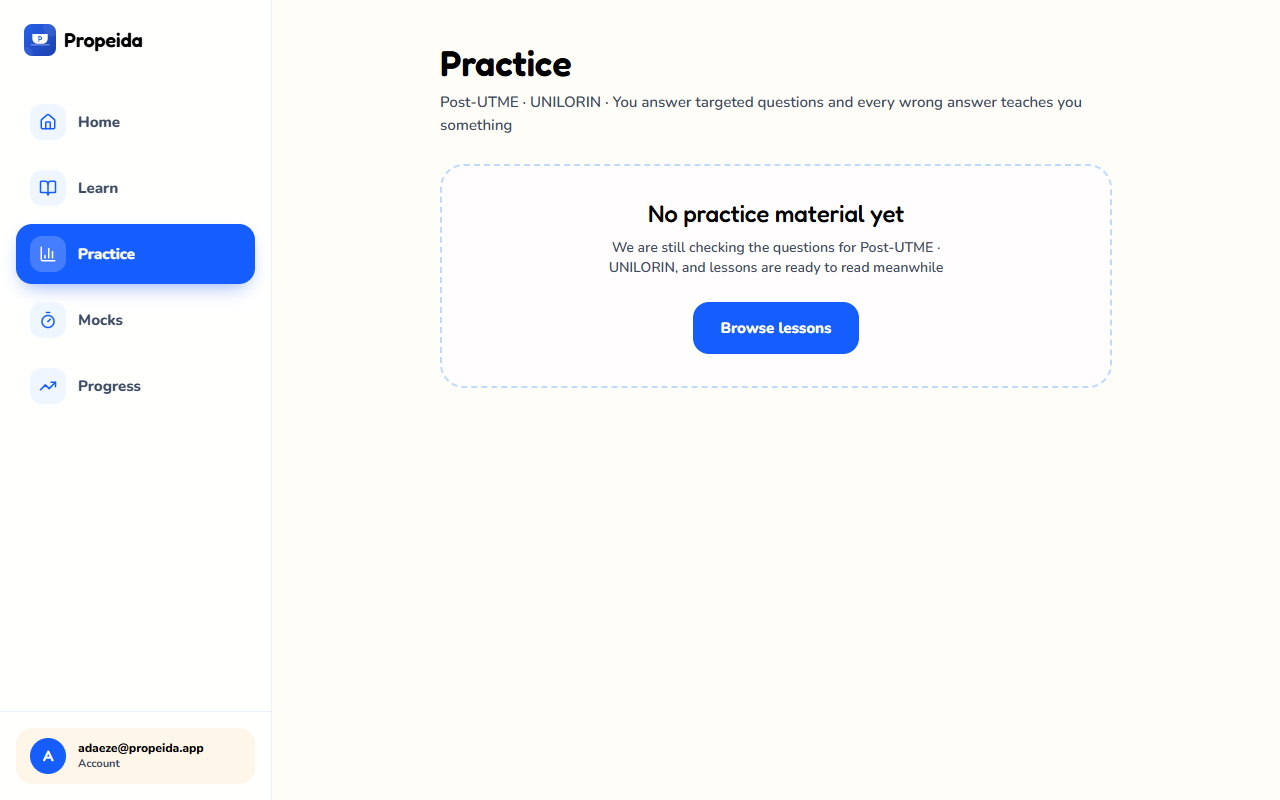 Propeida
Home
Learn
Practice
Mocks
Progress
A
adaeze@propeida.app
Account
Practice
Post-UTME · UNILORIN · You answer targeted questions and every wrong answer teaches you
something
No practice material yet
We are still checking the questions for Post-UTME ·
UNILORIN, and lessons are ready to read meanwhile
Browse lessons